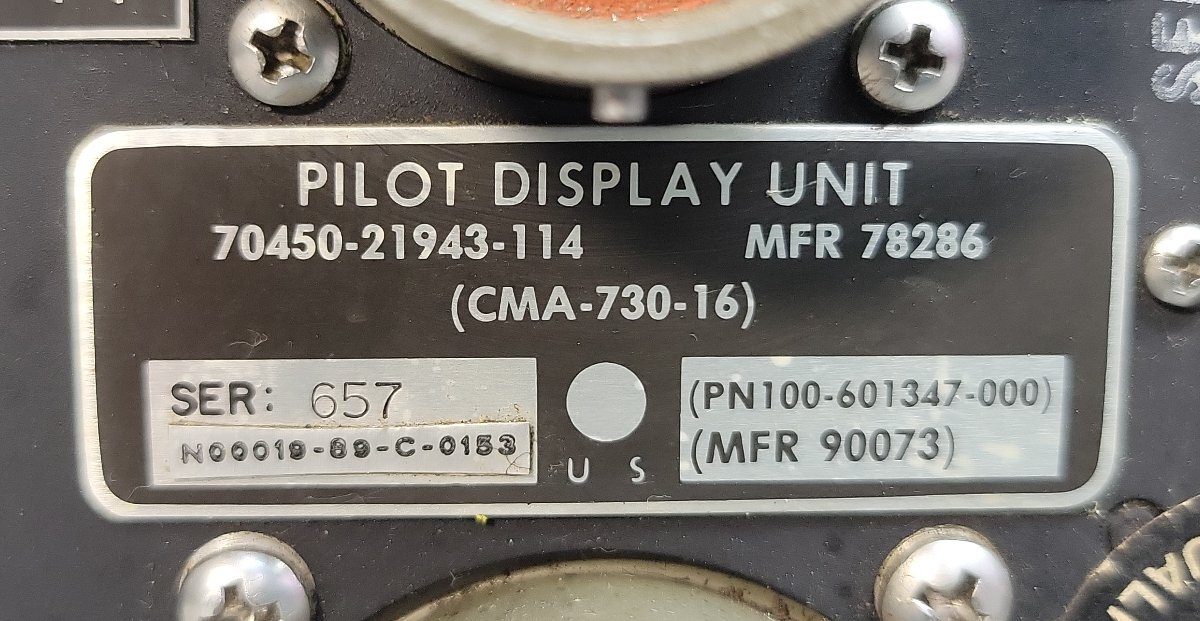 PILOT DISPLAY UNIT
70450-21943-114 MFR 78286
(CMA-730-16)
SER: 657
N00019-89-C-0153
U S
(PN100-601347-000)
(MFR 90073)